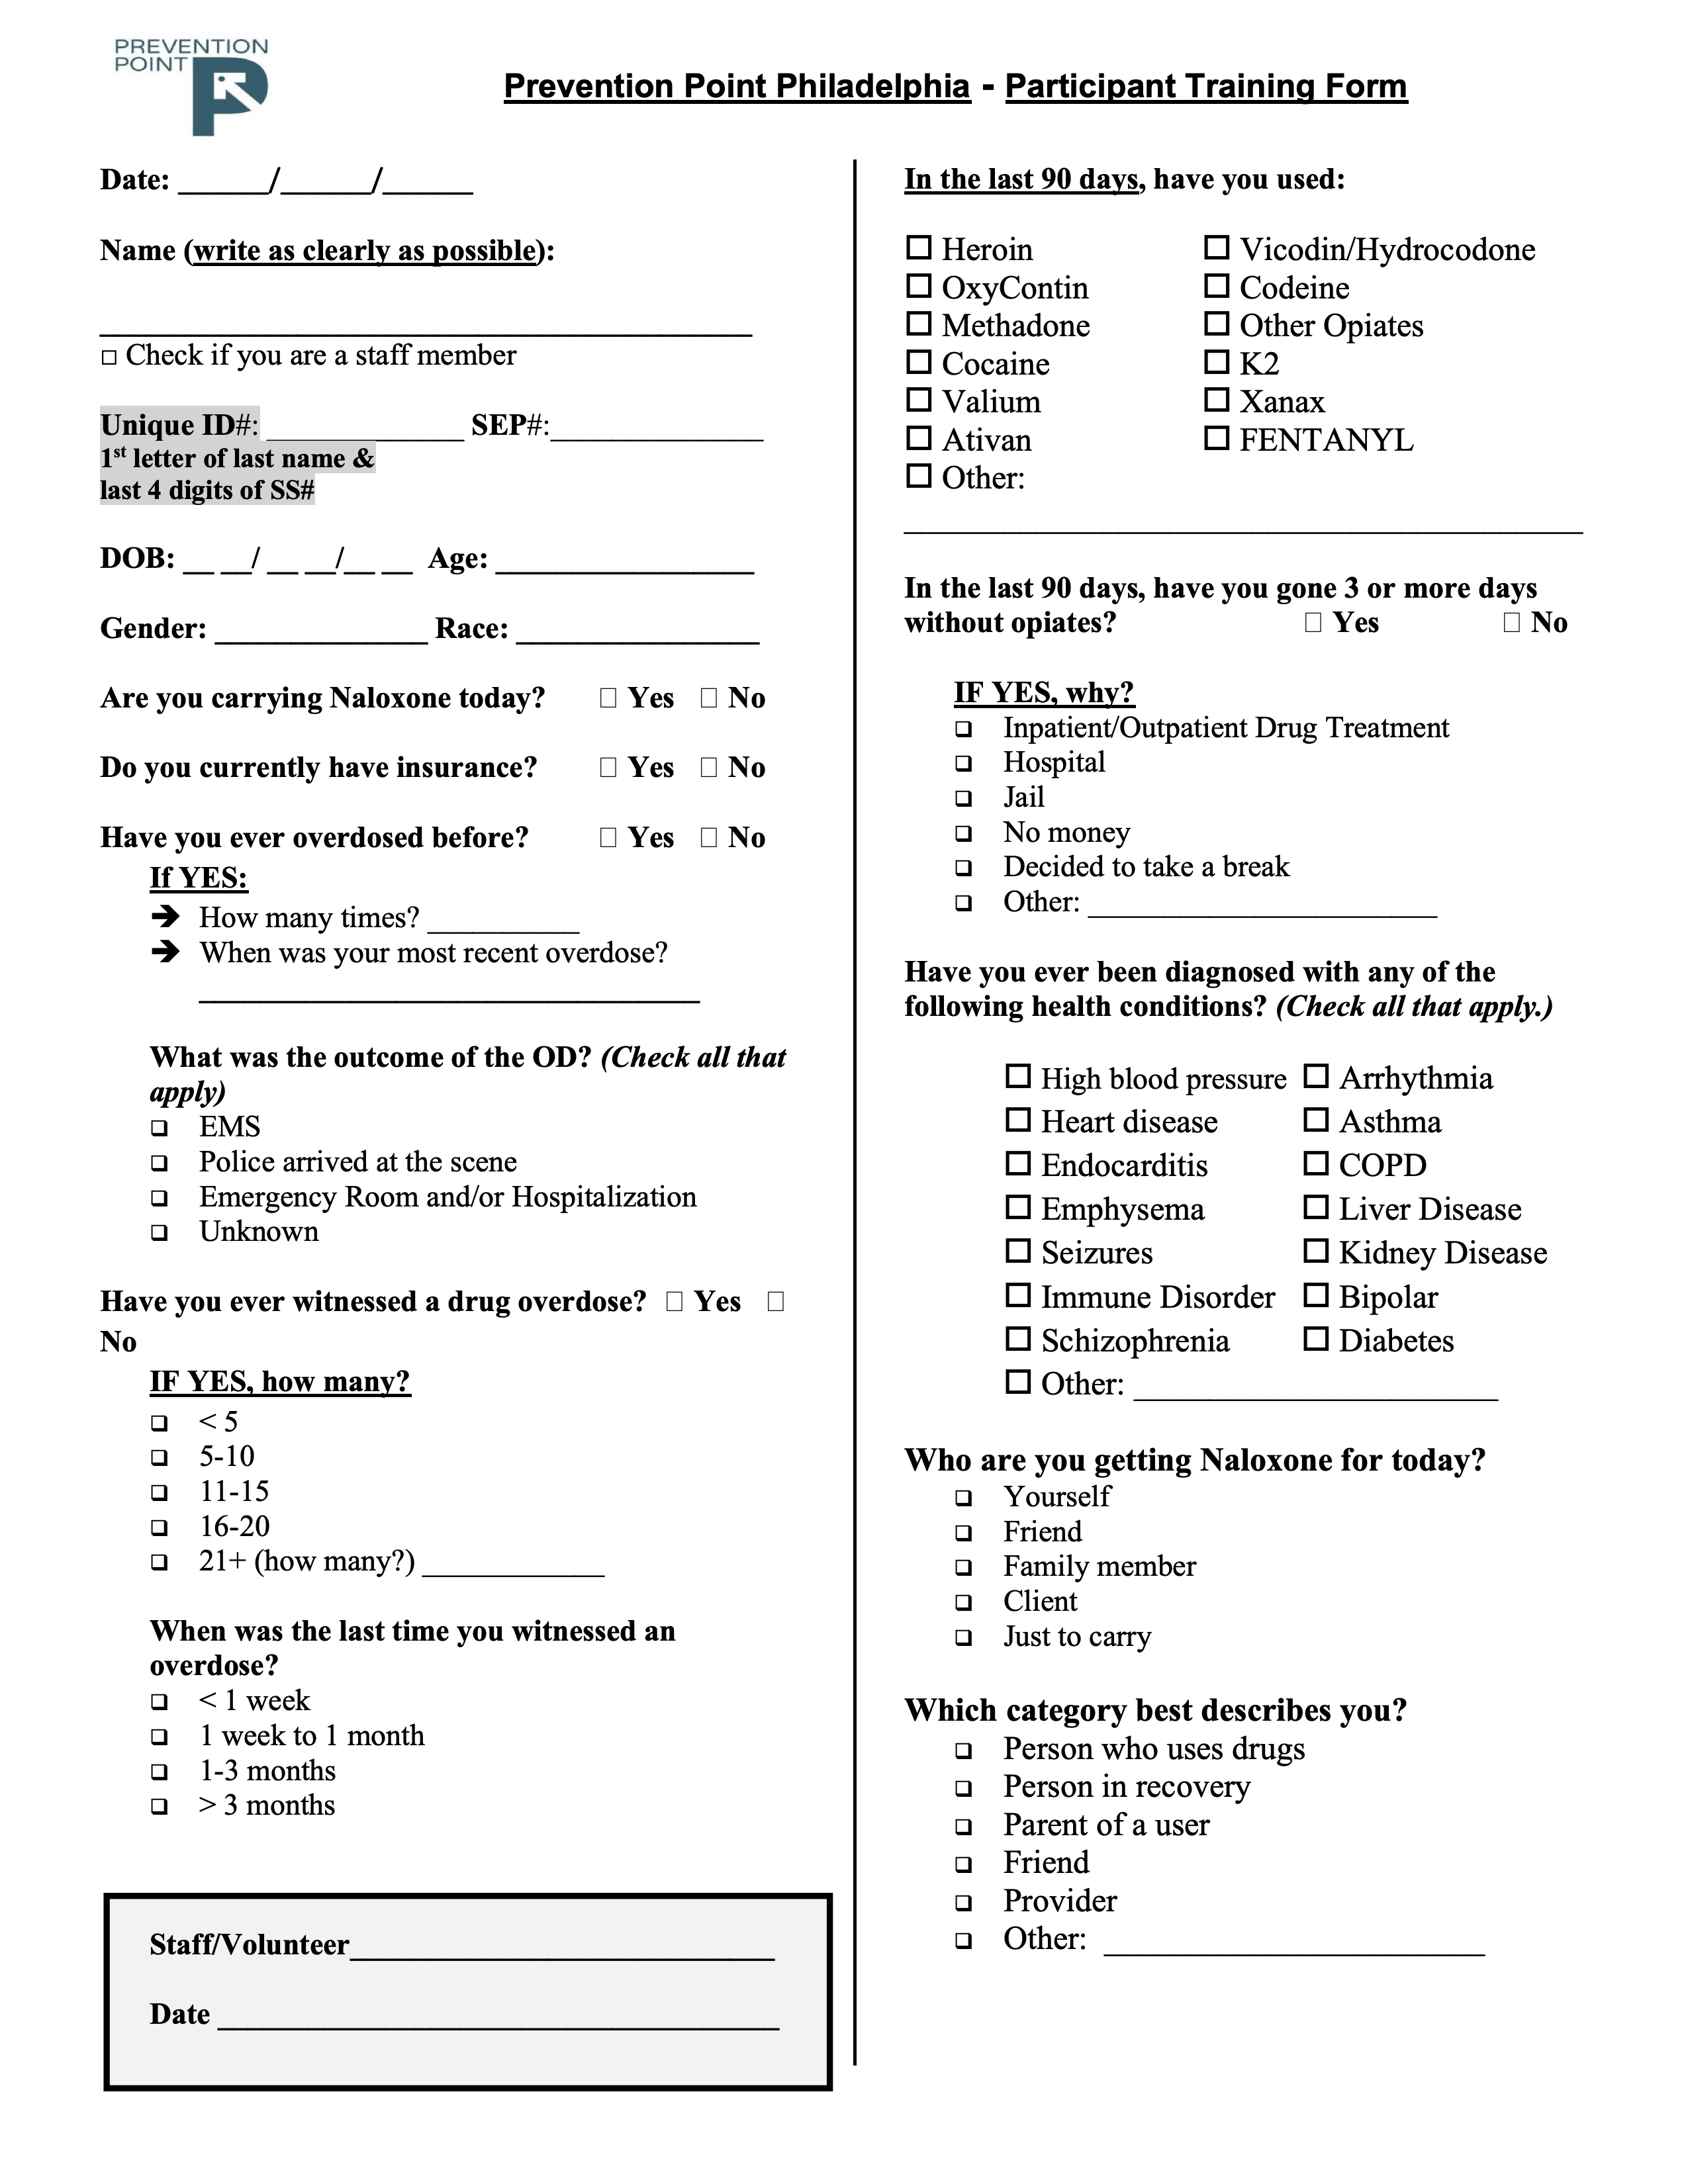 PREVENTION
POINT
Prevention Point Philadelphia - Participant Training Form
Date: ______/______/______
Name (write as clearly as possible):
___________________________________________
□ Check if you are a staff member
Unique ID#: _____________ SEP#:______________
1st letter of last name &
last 4 digits of SS#
DOB: __ __/ __ __/__ __ Age: _________________
Gender: ____________ Race: ________________
Are you carrying Naloxone today? □ Yes □ No
Do you currently have insurance? □ Yes □ No
Have you ever overdosed before? □ Yes □ No
If YES:
➔ How many times? __________
➔ When was your most recent overdose?
_________________________________
What was the outcome of the OD? (Check all that
apply)
❑ EMS
❑ Police arrived at the scene
❑ Emergency Room and/or Hospitalization
❑ Unknown
Have you ever witnessed a drug overdose? □ Yes □
No
IF YES, how many?
❑ < 5
❑ 5-10
❑ 11-15
❑ 16-20
❑ 21+ (how many?) ____________
When was the last time you witnessed an
overdose?
❑ < 1 week
❑ 1 week to 1 month
❑ 1-3 months
❑ > 3 months
Staff/Volunteer____________________________
Date _____________________________________
In the last 90 days, have you used:
□ Heroin □ Vicodin/Hydrocodone
□ OxyContin □ Codeine
□ Methadone □ Other Opiates
□ Cocaine □ K2
□ Valium □ Xanax
□ Ativan □ FENTANYL
□ Other:
_________________________________________
In the last 90 days, have you gone 3 or more days
without opiates? □ Yes □ No
IF YES, why?
❑ Inpatient/Outpatient Drug Treatment
❑ Hospital
❑ Jail
❑ No money
❑ Decided to take a break
❑ Other: _______________________
Have you ever been diagnosed with any of the
following health conditions? (Check all that apply.)
□ High blood pressure □ Arrhythmia
□ Heart disease □ Asthma
□ Endocarditis □ COPD
□ Emphysema □ Liver Disease
□ Seizures □ Kidney Disease
□ Immune Disorder □ Bipolar
□ Schizophrenia □ Diabetes
□ Other: ________________________
Who are you getting Naloxone for today?
❑ Yourself
❑ Friend
❑ Family member
❑ Client
❑ Just to carry
Which category best describes you?
❑ Person who uses drugs
❑ Person in recovery
❑ Parent of a user
❑ Friend
❑ Provider
❑ Other: _______________________